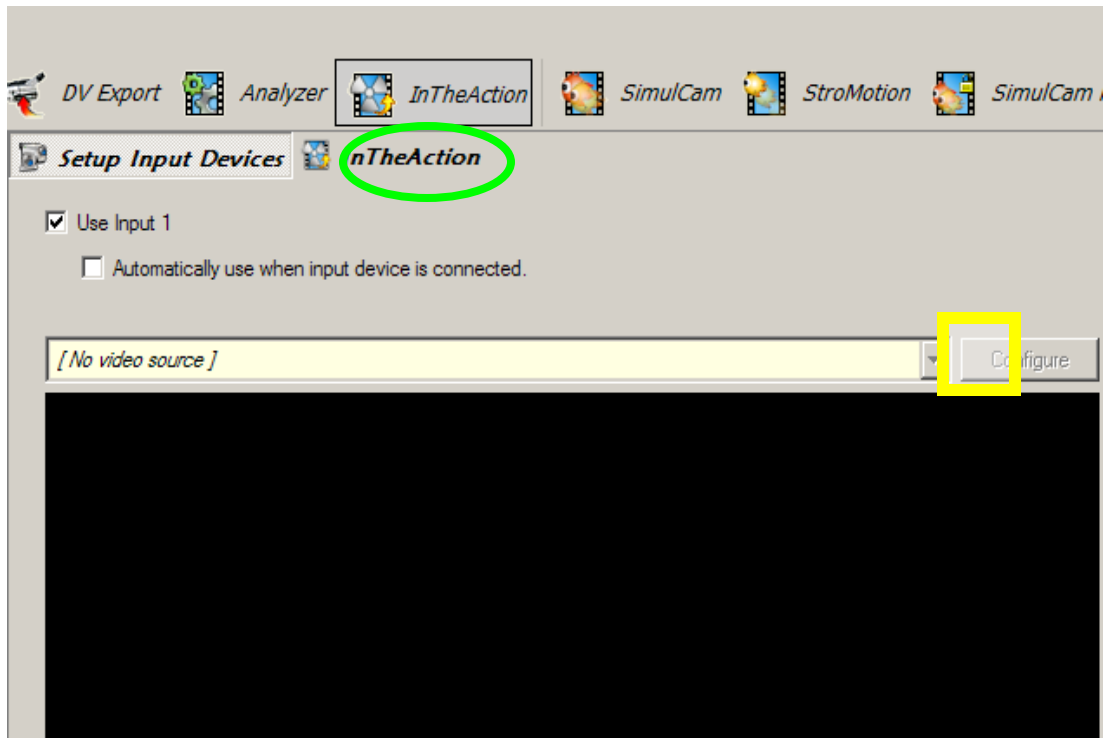 DV Export Analyzer InTheAction SimulCam StroMotion SimulCam
Setup Input Devices InTheAction
Use Input 1
Automatically use when input device is connected.
[ No video source ] Configure